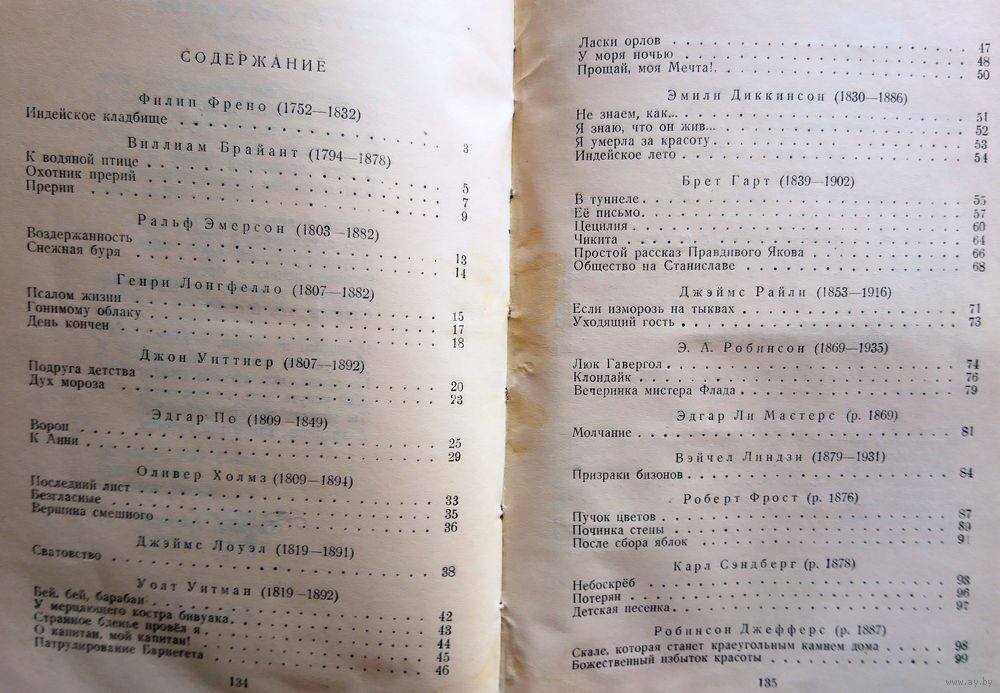 СОДЕРЖАНИЕ
Филип Френо (1752—1832)
Индейское кладбище 3
Виллиам Брайант (1794—1878)
К водяной птице 5
Охотник прерий 7
Прерии 9
Ральф Эмерсон (1803—1882)
Воздержанность 13
Снежная буря 14
Генри Лонгфелло (1807—1882)
Псалом жизни 15
Гонимому облаку 17
День кончен 18
Джон Уиттиер (1807—1892)
Подруга детства 20
Дух мороза 23
Эдгар По (1809—1849)
Ворон 25
К Анни 29
Оливер Холмз (1809—1894)
Последний лист 33
Безгласные 35
Вершина смешного 36
Джэймс Лоуэл (1819—1891)
Сватовство 38
Уолт Уитман (1819—1892)
Бей, бей, барабан 42
У мерцающего костра бивуака 43
Странное бденье провёл я 44
О капитан, мой капитан! 45
Патрулирование Барнегета 46
134
Ласки орлов 47
У моря ночью 48
Прощай, моя Мечта! 50
Эмили Диккинсон (1830—1886)
Не знаем, как... 51
Я знаю, что он жив... 52
Я умерла за красоту 53
Индейское лето 54
Брет Гарт (1839—1902)
В туннеле 55
Её письмо 57
Цецилия 60
Чикита 64
Простой рассказ Правдивого Якова 66
Общество на Станиславе 68
Джэймс Райли (1853—1916)
Если изморозь на тыквах 71
Уходящий гость 73
Э. А. Робинсон (1869—1935)
Люк Гавергол 74
Клондайк 76
Вечеринка мистера Флада 79
Эдгар Ли Мастерс (р. 1869)
Молчание 81
Вэйчел Линдзи (1879—1931)
Призраки бизонов 84
Роберт Фрост (р. 1876)
Пучок цветов 87
Починка стены 89
После сбора яблок 91
Карл Сэндберг (р. 1878)
Небоскрёб 93
Потерян 96
Детская песенка 97
Робинсон Джефферс (р. 1887)
Скале, которая станет краеугольным камнем дома 98
Божественный избыток красоты 99
135
www.ay.by